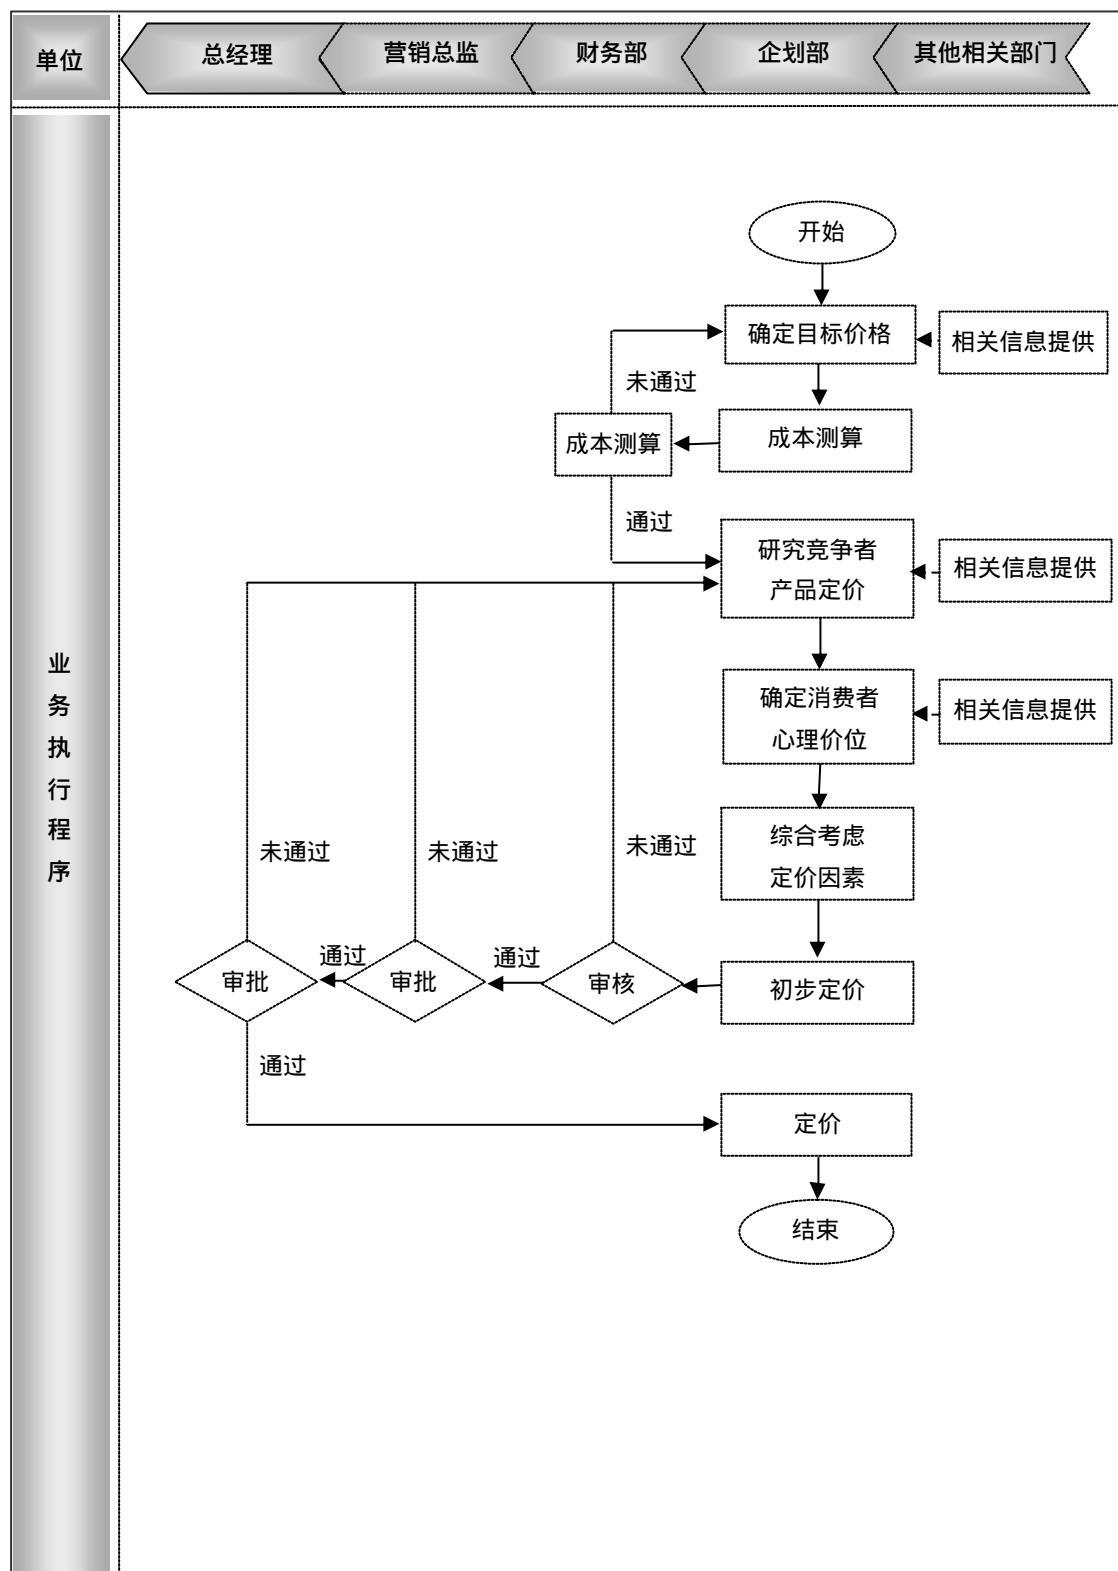 单位
总经理
营销总监
财务部
企划部
其他相关部门
业
务
执
行
程
序
开始
确定目标价格
相关信息提供
未通过
成本测算
成本测算
通过
研究竞争者
产品定价
相关信息提供
确定消费者
心理价位
相关信息提供
综合考虑
定价因素
未通过
未通过
未通过
通过
通过
审批
审批
审核
初步定价
通过
定价
结束